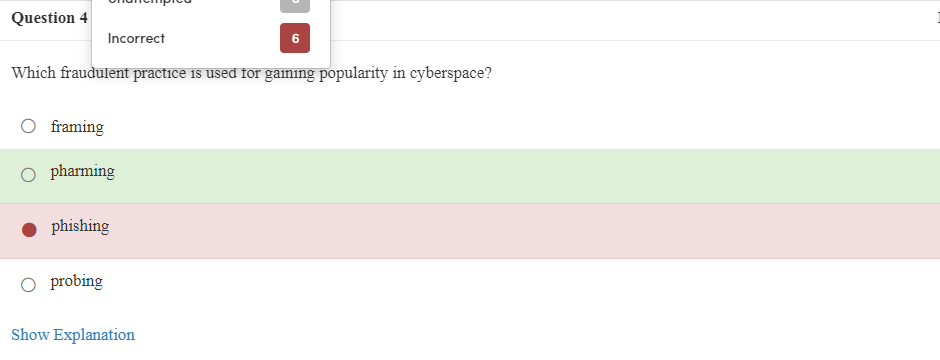 Question 4
Incorrect 6
Which fraudulent practice is used for gaining popularity in cyberspace?
framing
pharming
phishing
probing
Show Explanation